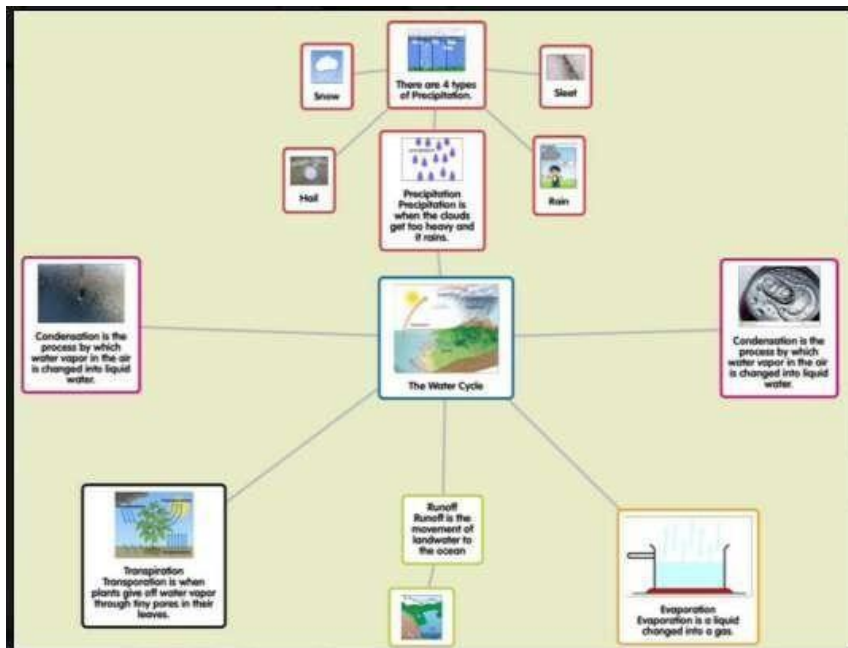 There are 4 types
of Precipitation.
Snow
Sleet
Hail
Rain
Precipitation
Precipitation is
when the clouds
get too heavy and
it rains.
Condensation is the
process by which
water vapor in the air
is changed into liquid
water.
The Water Cycle
Condensation is the
process by which
water vapor in the air
is changed into liquid
water.
Transpiration
Transporation is when
plants give off water vapor
through tiny pores in their
leaves.
Runoff
Runoff is the
movement of
landwater to
the ocean
Evaporation
Evaporation is a liquid
changed into a gas.